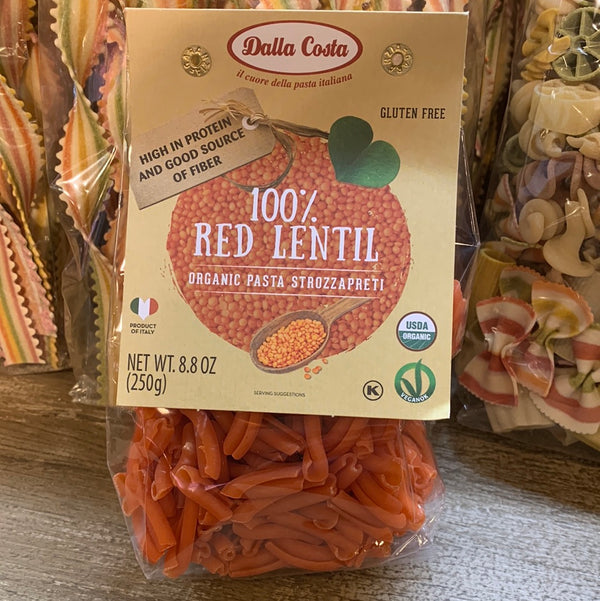 Dalla Costa
il cuore della pasta italiana
GLUTEN FREE
HIGH IN PROTEIN
AND GOOD SOURCE
OF FIBER
100%
RED LENTIL
ORGANIC PASTA STROZZAPRETI
PRODUCT
OF ITALY
USDA
ORGANIC
NET WT. 8.8 OZ
(250g)
SERVING SUGGESTIONS
K
VEGANOK